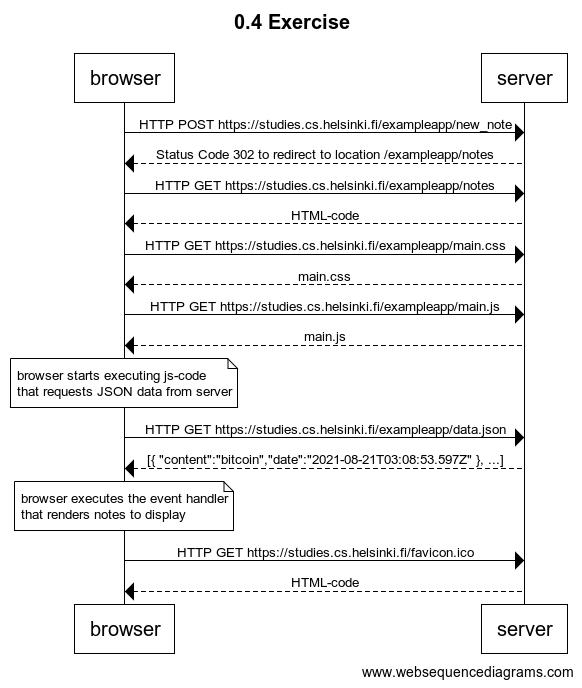 0.4 Exercise
browser
server
HTTP POST https://studies.cs.helsinki.fi/exampleapp/new_note
Status Code 302 to redirect to location /exampleapp/notes
HTTP GET https://studies.cs.helsinki.fi/exampleapp/notes
HTML-code
HTTP GET https://studies.cs.helsinki.fi/exampleapp/main.css
main.css
HTTP GET https://studies.cs.helsinki.fi/exampleapp/main.js
main.js
browser starts executing js-code
that requests JSON data from server
HTTP GET https://studies.cs.helsinki.fi/exampleapp/data.json
[{ "content":"bitcoin","date":"2021-08-21T03:08:53.597Z" }, ...]
browser executes the event handler
that renders notes to display
HTTP GET https://studies.cs.helsinki.fi/favicon.ico
HTML-code
browser
server
www.websequencediagrams.com